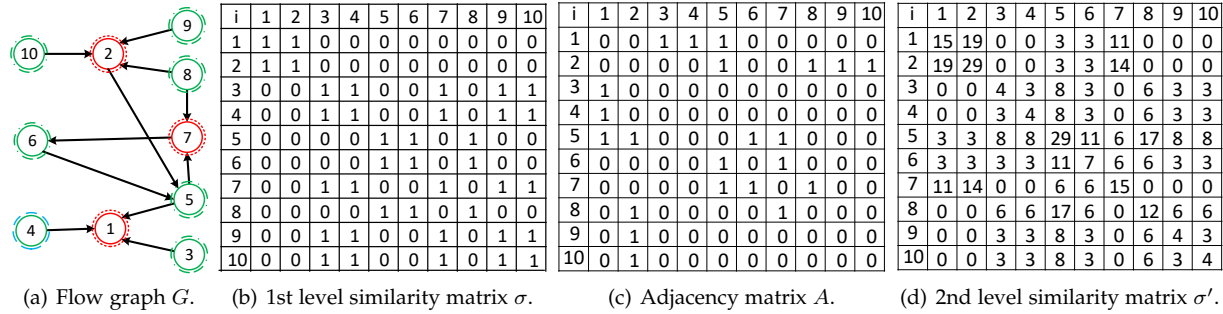 9
10
2
8
7
6
5
4
1
3
(a) Flow graph G.
i 1 2 3 4 5 6 7 8 9 10
1 1 1 0 0 0 0 0 0 0 0
2 1 1 0 0 0 0 0 0 0 0
3 0 0 1 1 0 0 1 0 1 1
4 0 0 1 1 0 0 1 0 1 1
5 0 0 0 0 1 1 0 1 0 0
6 0 0 0 0 1 1 0 1 0 0
7 0 0 1 1 0 0 1 0 1 1
8 0 0 0 0 1 1 0 1 0 0
9 0 0 1 1 0 0 1 0 1 1
10 0 0 1 1 0 0 1 0 1 1
(b) 1st level similarity matrix σ.
i 1 2 3 4 5 6 7 8 9 10
1 0 0 1 1 1 0 0 0 0 0
2 0 0 0 0 1 0 0 1 1 1
3 1 0 0 0 0 0 0 0 0 0
4 1 0 0 0 0 0 0 0 0 0
5 1 1 0 0 0 1 1 0 0 0
6 0 0 0 0 1 0 1 0 0 0
7 0 0 0 0 1 1 0 1 0 0
8 0 1 0 0 0 0 1 0 0 0
9 0 1 0 0 0 0 0 0 0 0
10 0 1 0 0 0 0 0 0 0 0
(c) Adjacency matrix A.
i 1 2 3 4 5 6 7 8 9 10
1 15 19 0 0 3 3 11 0 0 0
2 19 29 0 0 3 3 14 0 0 0
3 0 0 4 3 8 3 0 6 3 3
4 0 0 3 4 8 3 0 6 3 3
5 3 3 8 8 29 11 6 17 8 8
6 3 3 3 3 11 7 6 6 3 3
7 11 14 0 0 6 6 15 0 0 0
8 0 0 6 6 17 6 0 12 6 6
9 0 0 3 3 8 3 0 6 4 3
10 0 0 3 3 8 3 0 6 3 4
(d) 2nd level similarity matrix σ′.